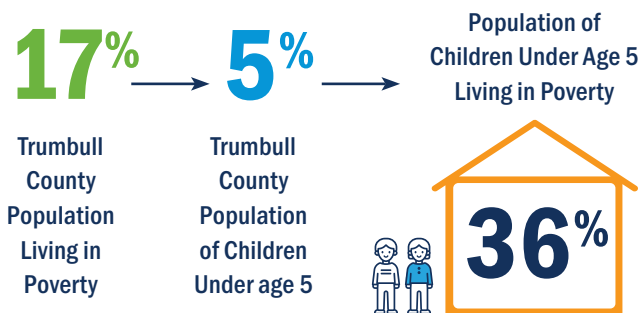 17%
Trumbull
County
Population
Living in
Poverty
5%
Trumbull
County
Population
of Children
Under age 5
Population of
Children Under Age 5
Living in Poverty
36%